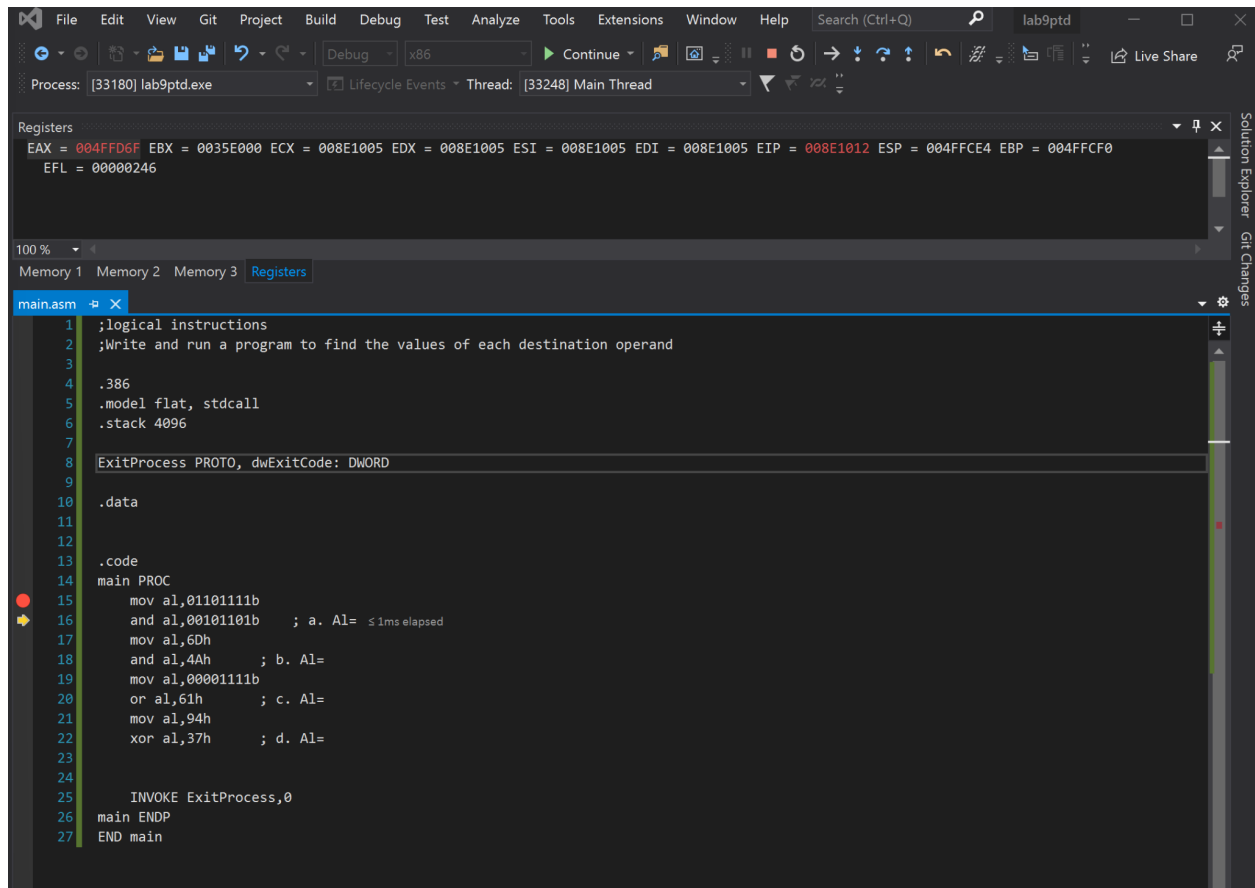 File Edit View Git Project Build Debug Test Analyze Tools Extensions Window Help Search (Ctrl+Q) lab9ptd
Debug x86 Continue Live Share
Process: [33180] lab9ptd.exe Lifecycle Events Thread: [33248] Main Thread
Registers
EAX = 004FFD6F EBX = 0035E000 ECX = 008E1005 EDX = 008E1005 ESI = 008E1005 EDI = 008E1005 EIP = 008E1012 ESP = 004FFCE4 EBP = 004FFCF0
EFL = 00000246
100 %
Memory 1 Memory 2 Memory 3 Registers
main.asm
1 ;logical instructions
2 ;Write and run a program to find the values of each destination operand
3
4 .386
5 .model flat, stdcall
6 .stack 4096
7
8 ExitProcess PROTO, dwExitCode: DWORD
9
10 .data
11
12
13 .code
14 main PROC
15 mov al,01101111b
16 and al,00101101b ; a. Al= ≤ 1ms elapsed
17 mov al,6Dh
18 and al,4Ah ; b. Al=
19 mov al,00001111b
20 or al,61h ; c. Al=
21 mov al,94h
22 xor al,37h ; d. Al=
23
24
25 INVOKE ExitProcess,0
26 main ENDP
27 END main
Solution Explorer
Git Changes